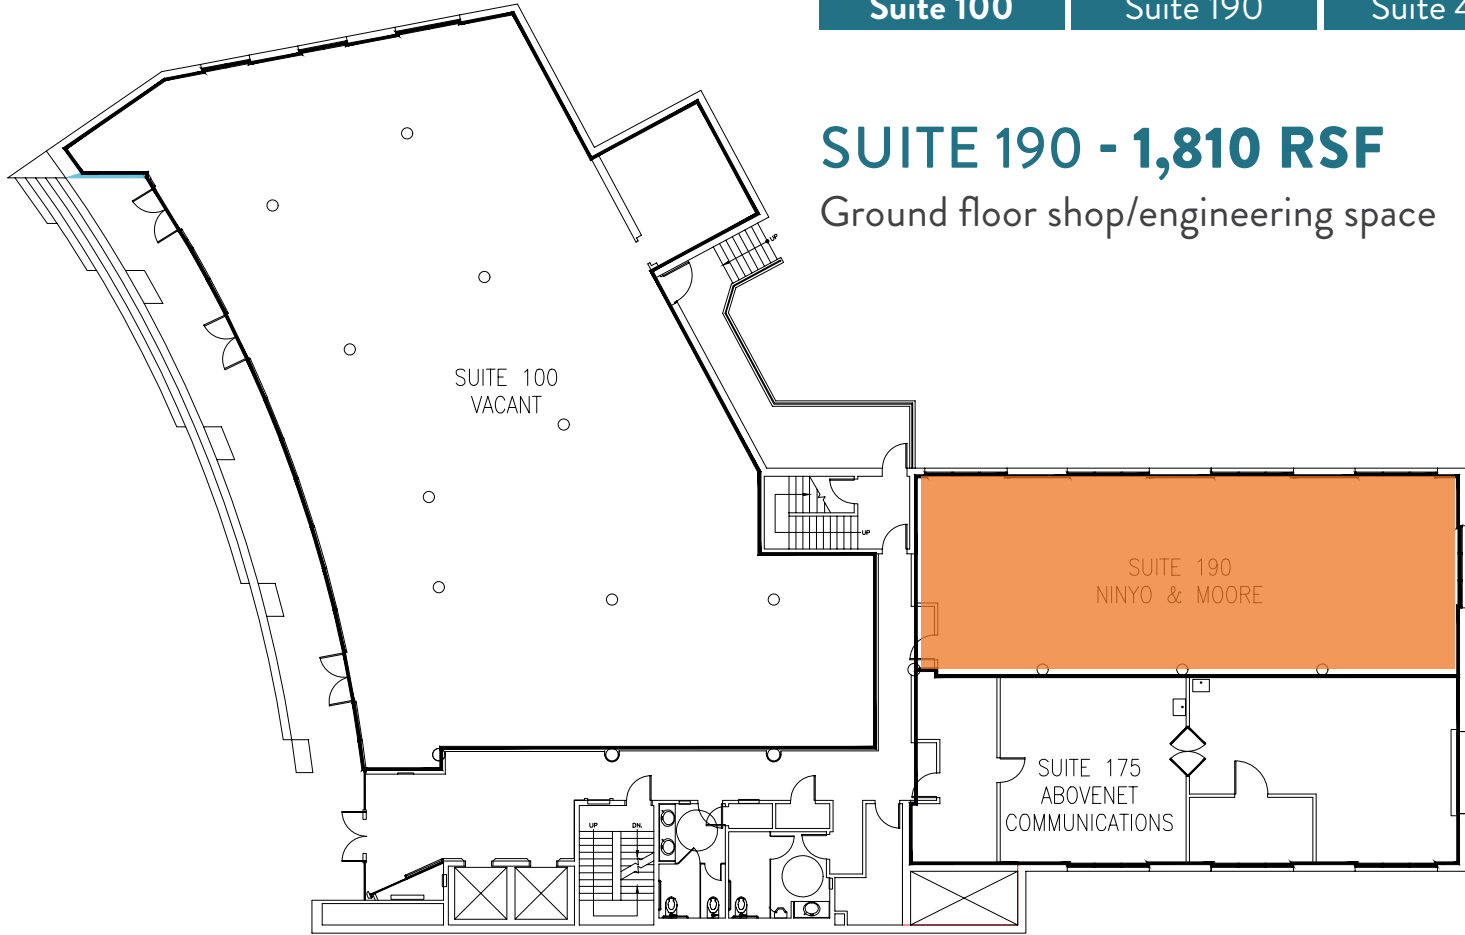 Suite 100
Suite 190
Suite 4
SUITE 190 - 1,810 RSF
Ground floor shop/engineering space
UP
SUITE 100
VACANT
UP
SUITE 190
NINYO & MOORE
SUITE 175
ABOVENET
COMMUNICATIONS
UP
DN.